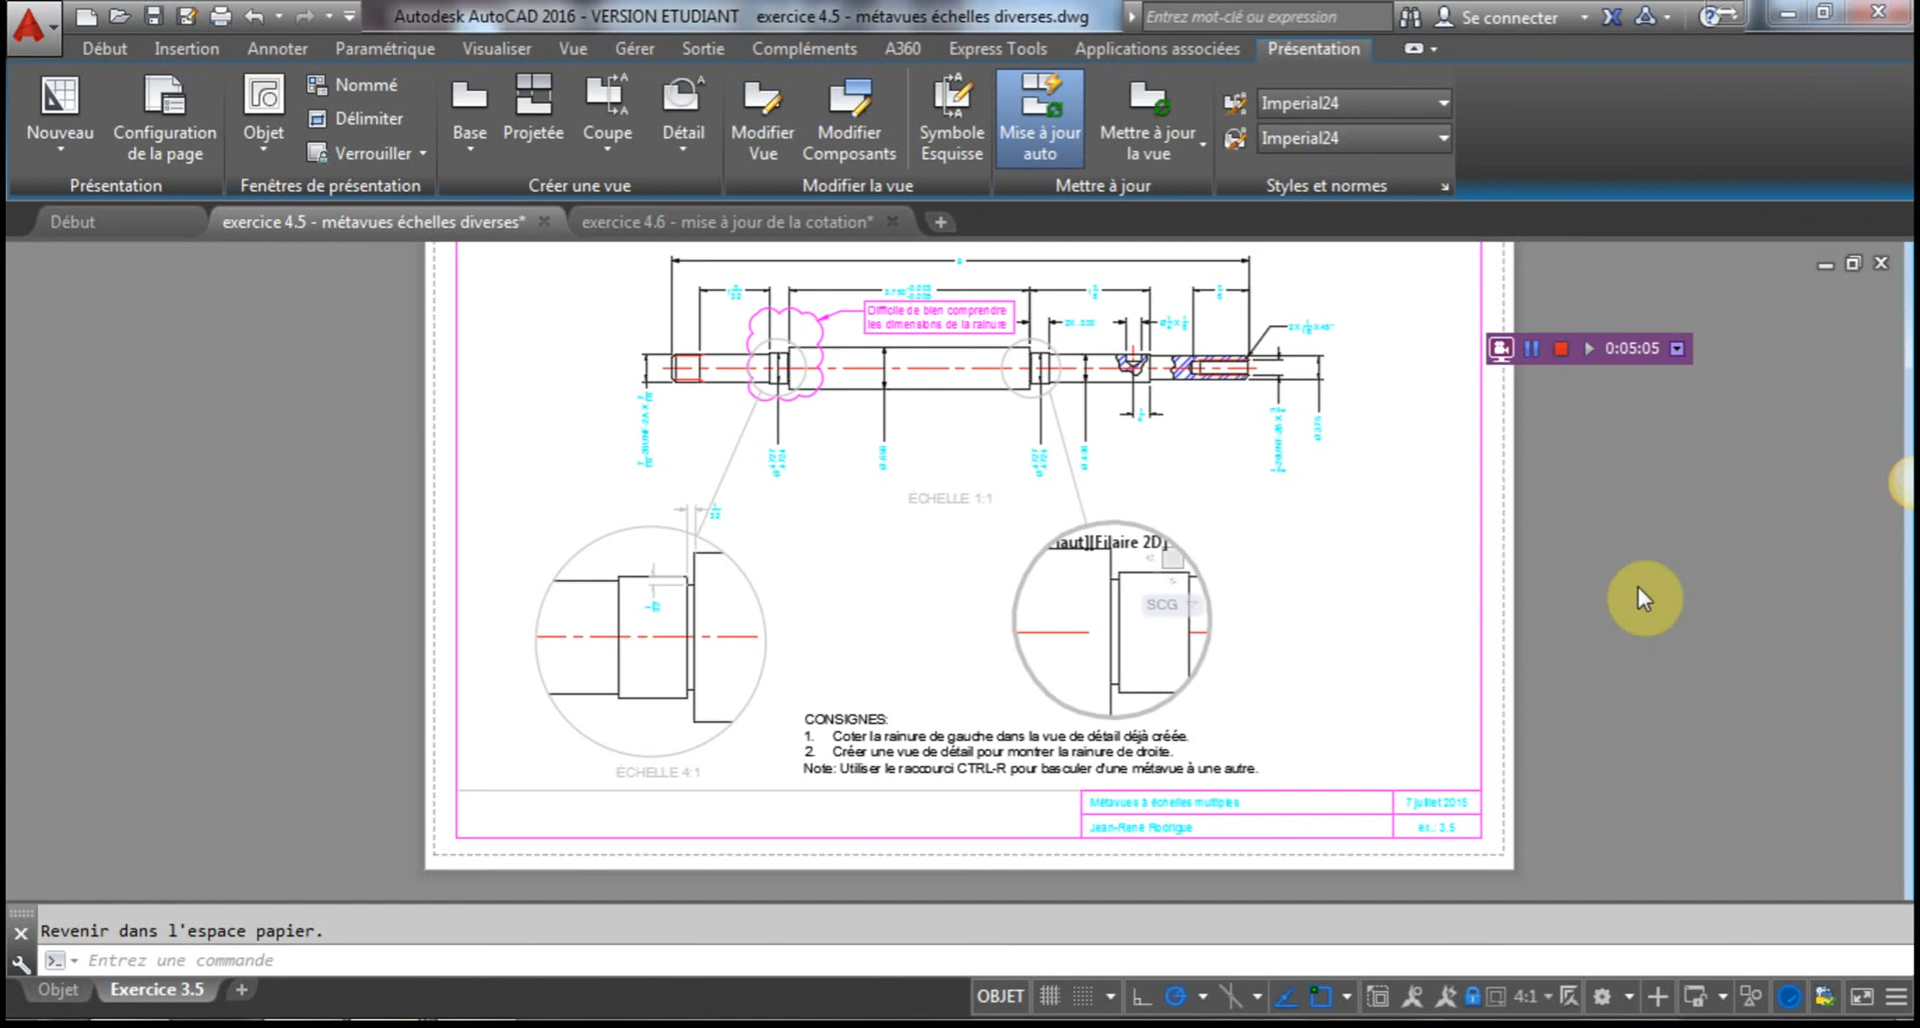 Autodesk AutoCAD 2016 - VERSION ETUDIANT exercice 4.5 - métavues échelles diverses.dwg
Entrez mot-clé ou expression
Se connecter
Début Insertion Annoter Paramétrique Visualiser Vue Gérer Sortie Compléments A360 Express Tools Applications associées Présentation
Nouveau
Configuration
de la page
Présentation
Objet
Nommé
Délimiter
Verrouiller
Fenêtres de présentation
Base
Projetée
Coupe
Détail
Créer une vue
Modifier
Vue
Modifier
Composants
Modifier la vue
Symbole
Esquisse
Mise à jour
auto
Mettre à jour
la vue
Mettre à jour
Imperial24
Imperial24
Styles et normes
Début
exercice 4.5 - métavues échelles diverses*
exercice 4.6 - mise à jour de la cotation*
Difficile de bien comprendre
les dimensions de la rainure
0:05:05
ÉCHELLE 1:1
aut][Filaire 2D]
S
SCG
ÉCHELLE 4:1
CONSIGNES:
1. Coter la rainure de gauche dans la vue de détail déjà créée.
2. Créer une vue de détail pour montrer la rainure de droite.
Note: Utiliser le raccourci CTRL-R pour basculer d'une métavue à une autre.
Métavues à échelles multiples
7 juillet 2015
Jean-René Rodrigue
ex.: 3.5
Revenir dans l'espace papier.
Entrez une commande
Objet
Exercice 3.5
OBJET
4:1